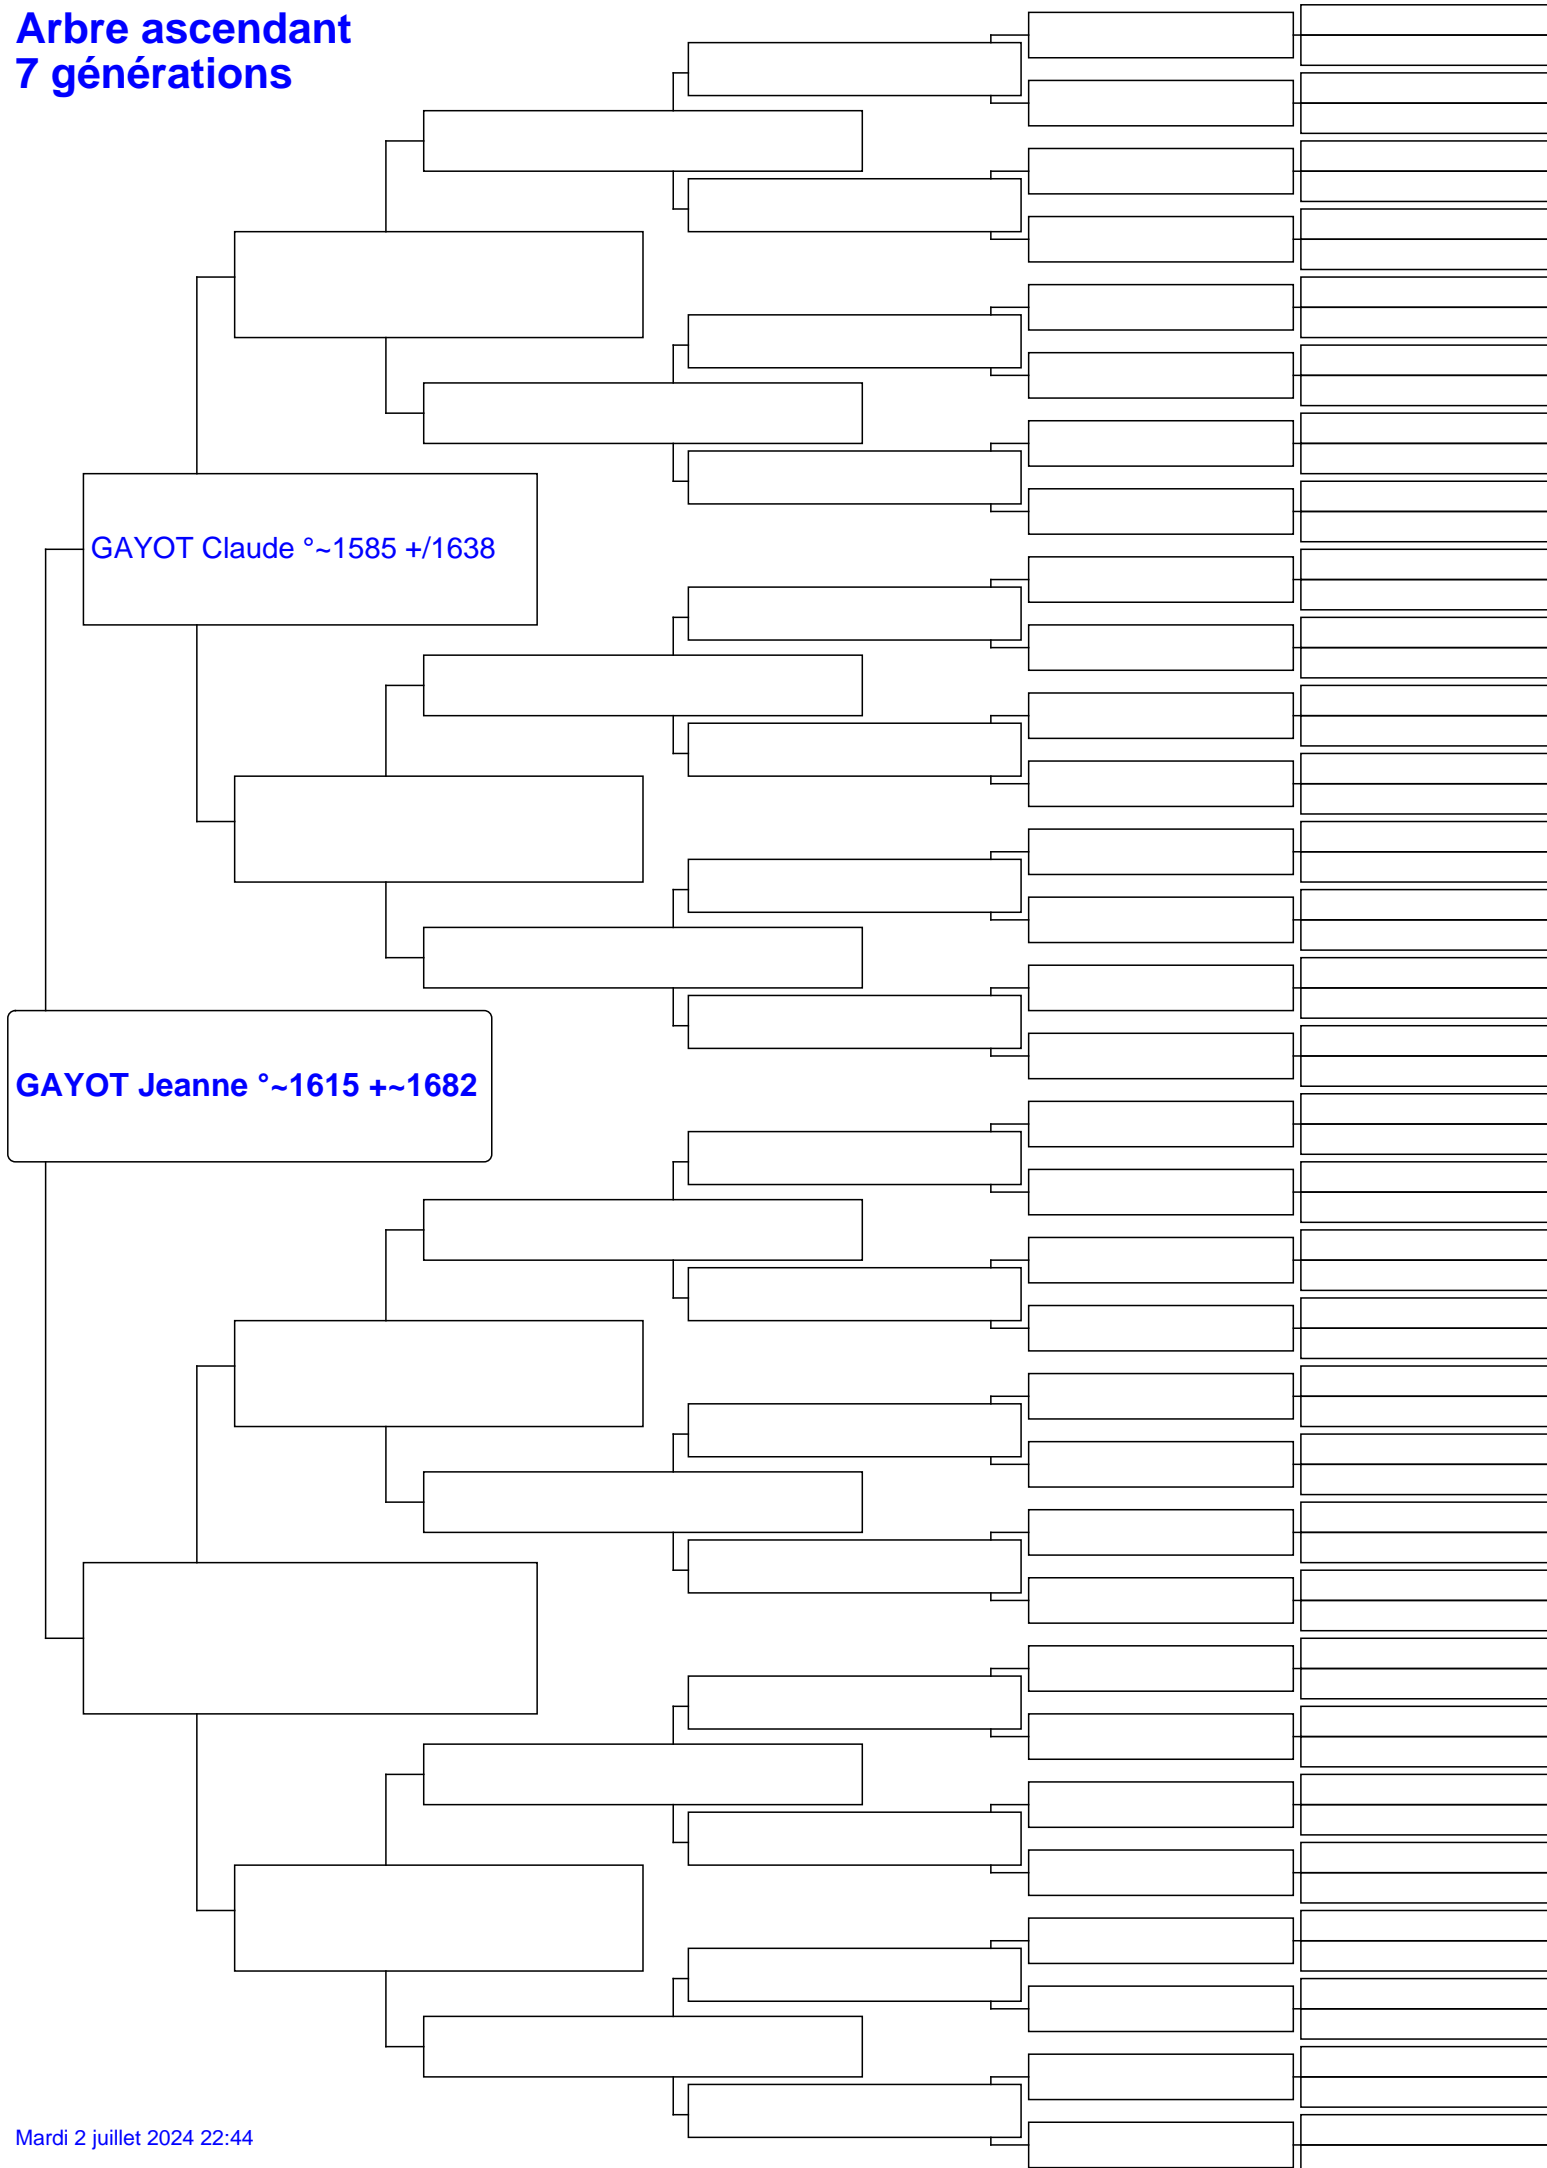 Arbre ascendant
7 générations
GAYOT Claude °~1585 +/1638
GAYOT Jeanne °~1615 +~1682
Mardi 2 juillet 2024 22:44